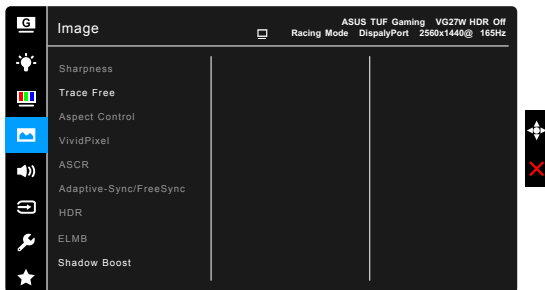 G
Image
ASUS TUF Gaming VG27W HDR Off
Racing Mode DispalyPort 2560x1440@ 165Hz
Sharpness
Trace Free
Aspect Control
VividPixel
ASCR
Adaptive-Sync/FreeSync
HDR
ELMB
Shadow Boost